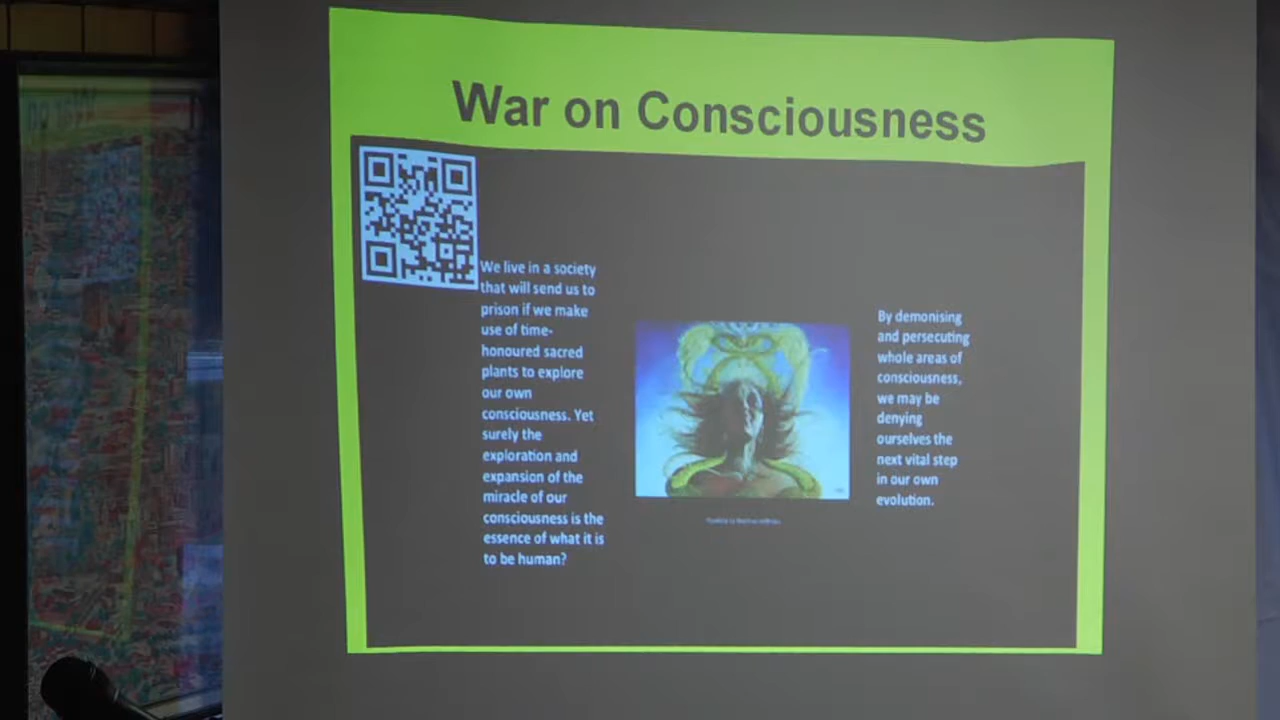 War on Consciousness
We live in a society
that will send us to
prison if we make
use of time-
honoured sacred
plants to explore
our own
consciousness. Yet
surely the
exploration and
expansion of the
miracle of our
consciousness is the
essence of what it is
to be human?
By demonising
and persecuting
whole areas of
consciousness,
we may be
denying
ourselves the
next vital step
in our own
evolution.